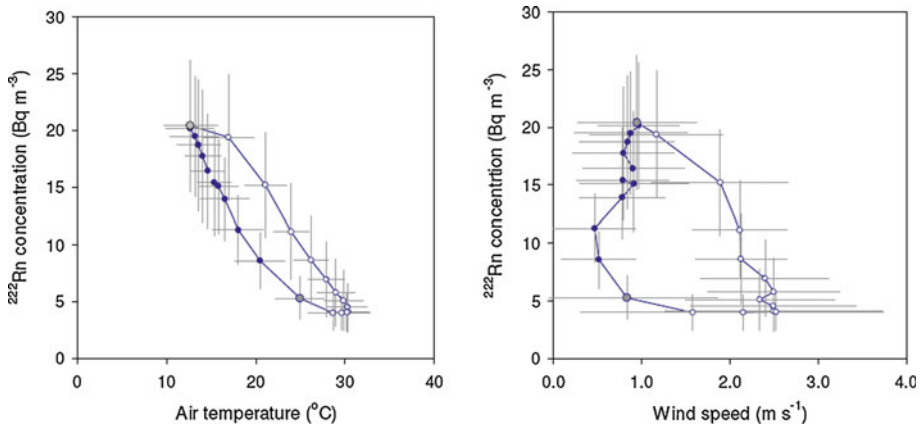 30
25
20
15
10
5
0
²²²Rn concentration (Bq m⁻³)
0 10 20 30 40
Air temperature (°C)
30
25
20
15
10
5
0
²²²Rn concentrtion (Bq m⁻³)
0.0 1.0 2.0 3.0 4.0
Wind speed (m s⁻¹)